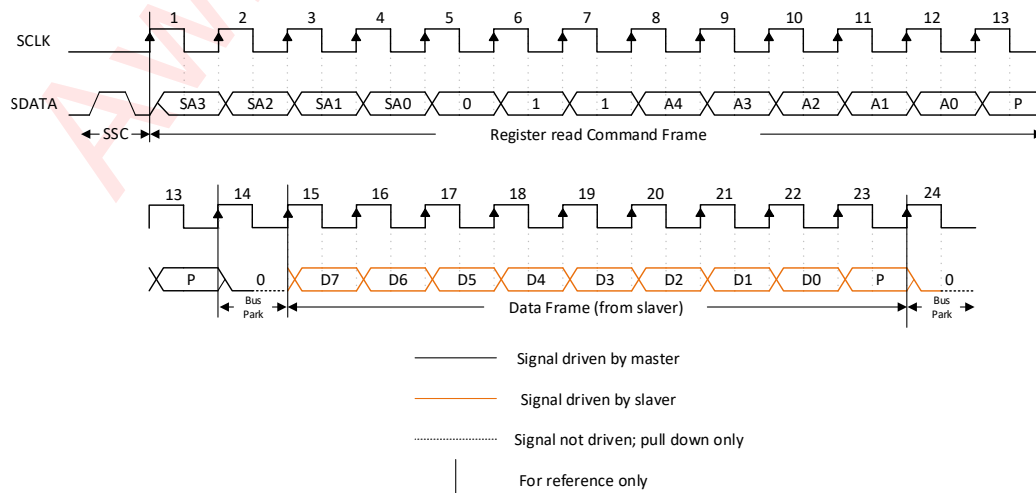 1 2 3 4 5 6 7 8 9 10 11 12 13
SCLK
SDATA SA3 SA2 SA1 SA0 0 1 1 A4 A3 A2 A1 A0 P
SSC Register read Command Frame
13 14 15 16 17 18 19 20 21 22 23 24
P 0 D7 D6 D5 D4 D3 D2 D1 D0 P 0
Bus Park Data Frame (from slaver) Bus Park
Signal driven by master
Signal driven by slaver
Signal not driven; pull down only
For reference only
Aw